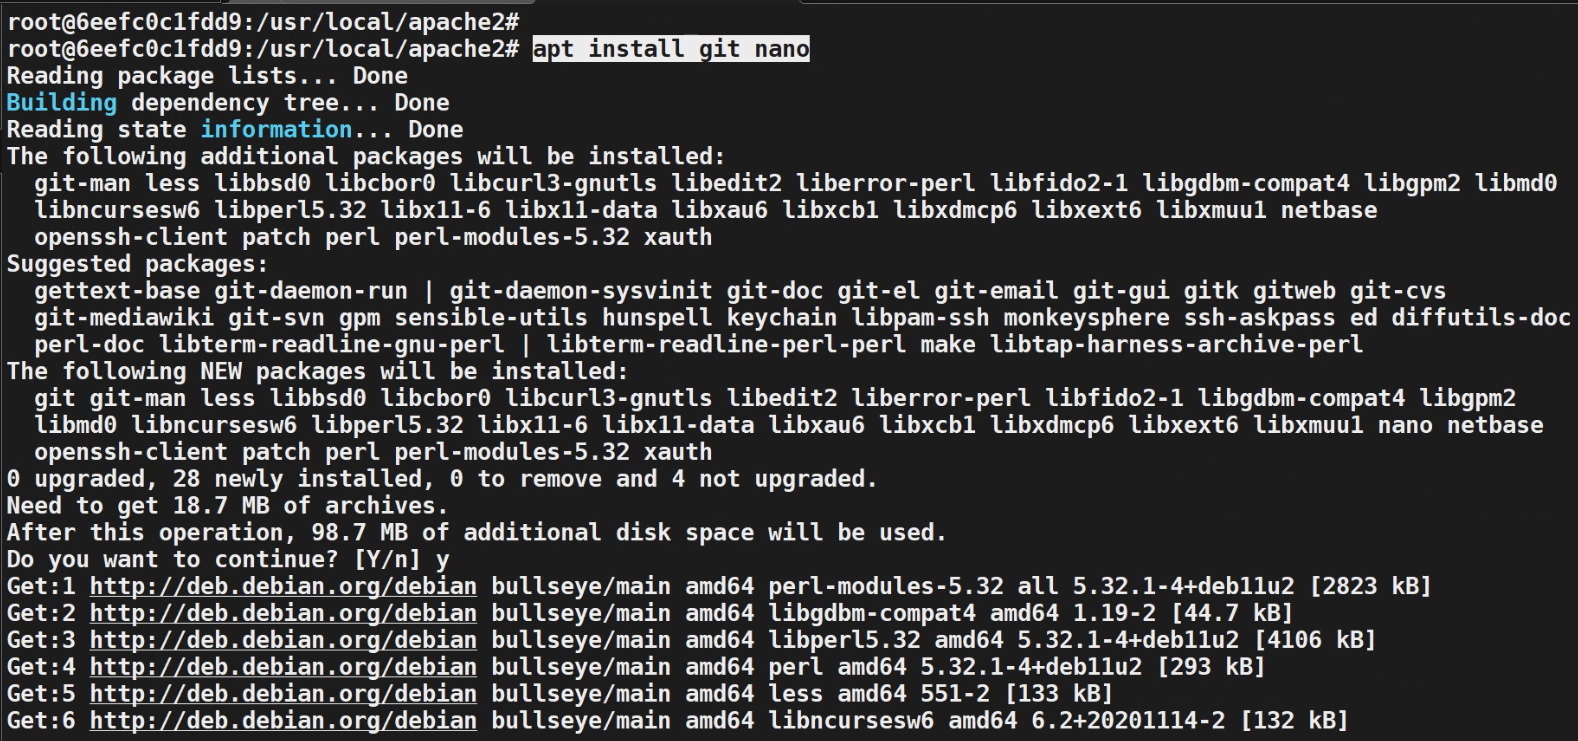 root@6eefc0c1fdd9:/usr/local/apache2#
root@6eefc0c1fdd9:/usr/local/apache2# apt install git nano
Reading package lists... Done
Building dependency tree... Done
Reading state information... Done
The following additional packages will be installed:
  git-man less libbsd0 libcbor0 libcurl3-gnutls libedit2 liberror-perl libfido2-1 libgdbm-compat4 libgpm2 libmd0
  libncursesw6 libperl5.32 libx11-6 libx11-data libxau6 libxcb1 libxdmcp6 libxext6 libxmuu1 netbase
  openssh-client patch perl perl-modules-5.32 xauth
Suggested packages:
  gettext-base git-daemon-run | git-daemon-sysvinit git-doc git-el git-email git-gui gitk gitweb git-cvs
  git-mediawiki git-svn gpm sensible-utils hunspell keychain libpam-ssh monkeysphere ssh-askpass ed diffutils-doc
  perl-doc libterm-readline-gnu-perl | libterm-readline-perl-perl make libtap-harness-archive-perl
The following NEW packages will be installed:
  git git-man less libbsd0 libcbor0 libcurl3-gnutls libedit2 liberror-perl libfido2-1 libgdbm-compat4 libgpm2
  libmd0 libncursesw6 libperl5.32 libx11-6 libx11-data libxau6 libxcb1 libxdmcp6 libxext6 libxmuu1 nano netbase
  openssh-client patch perl perl-modules-5.32 xauth
0 upgraded, 28 newly installed, 0 to remove and 4 not upgraded.
Need to get 18.7 MB of archives.
After this operation, 98.7 MB of additional disk space will be used.
Do you want to continue? [Y/n] y
Get:1 http://deb.debian.org/debian bullseye/main amd64 perl-modules-5.32 all 5.32.1-4+deb11u2 [2823 kB]
Get:2 http://deb.debian.org/debian bullseye/main amd64 libgdbm-compat4 amd64 1.19-2 [44.7 kB]
Get:3 http://deb.debian.org/debian bullseye/main amd64 libperl5.32 amd64 5.32.1-4+deb11u2 [4106 kB]
Get:4 http://deb.debian.org/debian bullseye/main amd64 perl amd64 5.32.1-4+deb11u2 [293 kB]
Get:5 http://deb.debian.org/debian bullseye/main amd64 less amd64 551-2 [133 kB]
Get:6 http://deb.debian.org/debian bullseye/main amd64 libncursesw6 amd64 6.2+20201114-2 [132 kB]